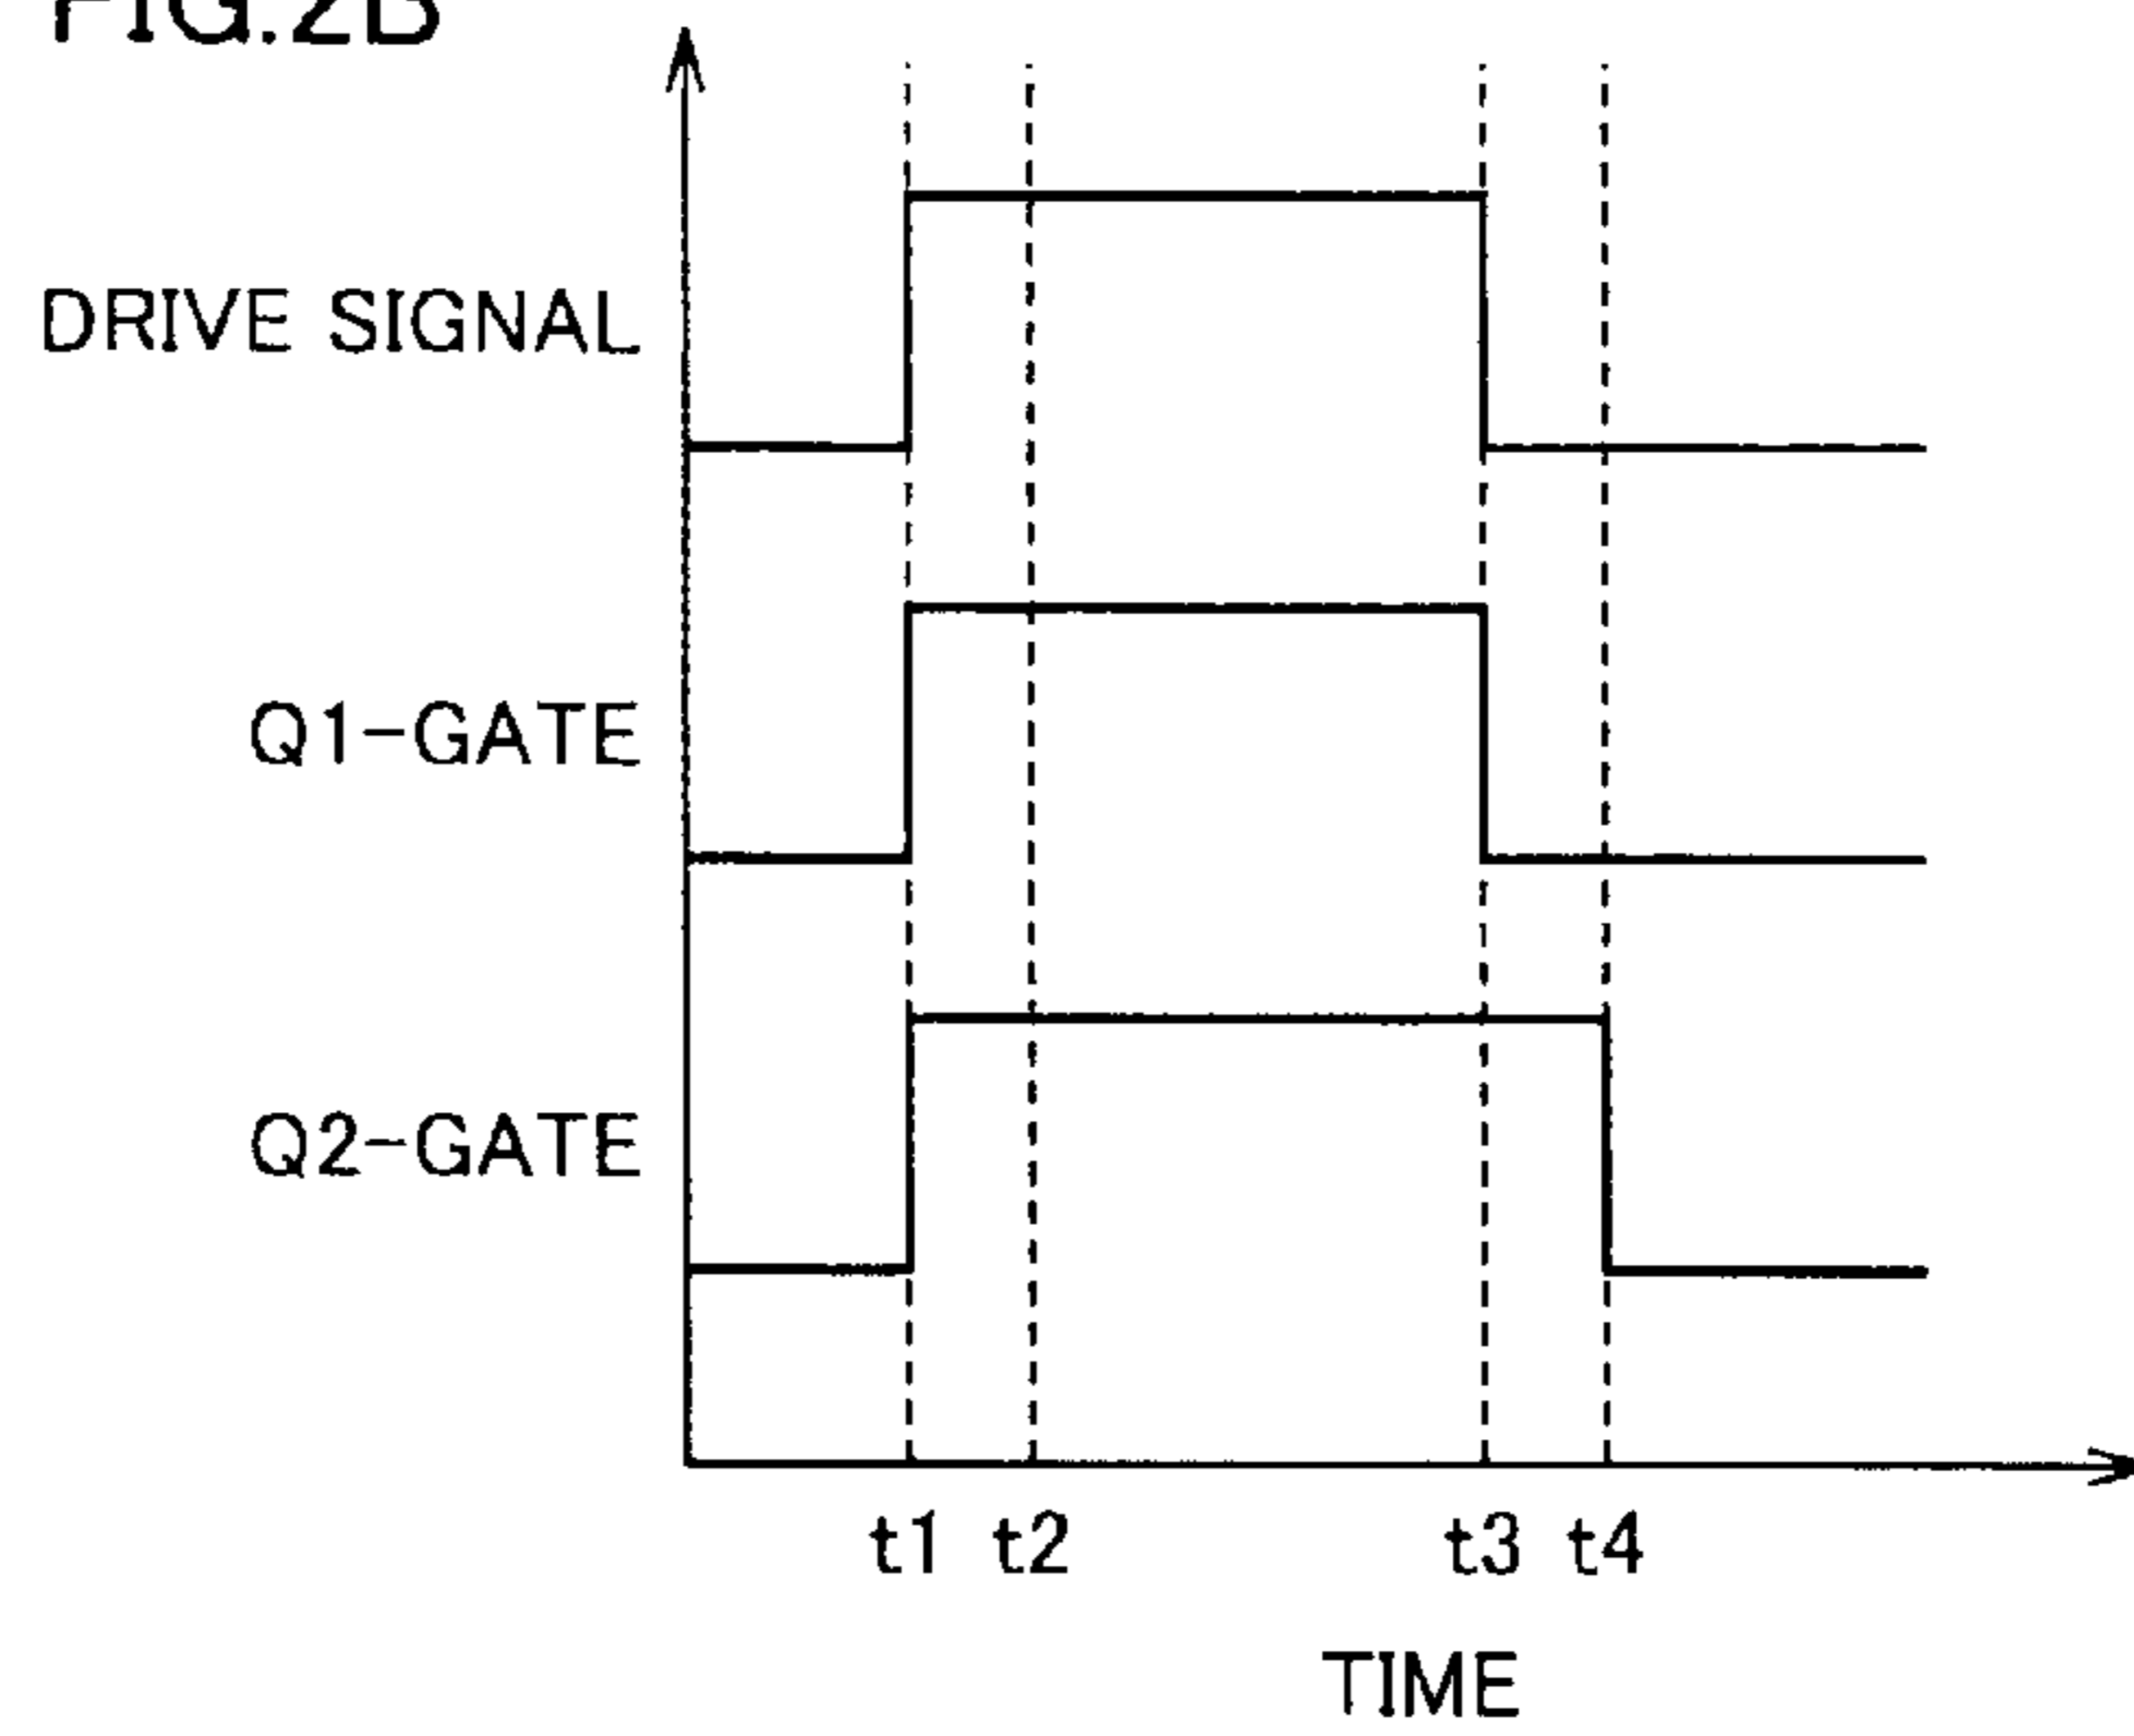 FIG.2B
DRIVE SIGNAL
Q1-GATE
Q2-GATE
t1 t2 t3 t4
TIME